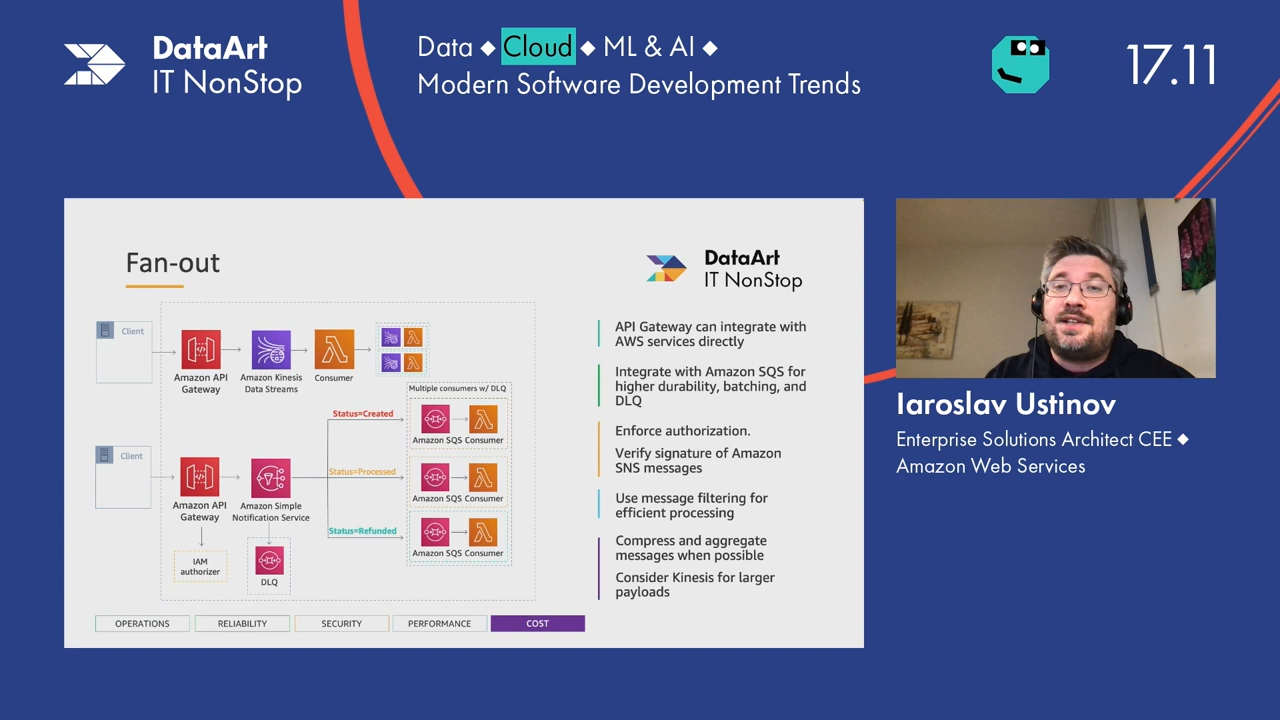 DataArt
IT NonStop
Data ◆ Cloud ◆ ML & AI ◆
Modern Software Development Trends
17.11
Fan-out
DataArt
IT NonStop
Client
Amazon API
Gateway
Amazon Kinesis
Data Streams
Consumer
Multiple consumers w/ DLQ
Status=Created
Amazon SQS Consumer
Client
Status=Processed
Amazon SQS Consumer
Amazon API
Gateway
Amazon Simple
Notification Service
Status=Refunded
Amazon SQS Consumer
IAM
authorizer
DLQ
API Gateway can integrate with
AWS services directly
Integrate with Amazon SQS for
higher durability, batching, and
DLQ
Enforce authorization.
Verify signature of Amazon
SNS messages
Use message filtering for
efficient processing
Compress and aggregate
messages when possible
Consider Kinesis for larger
payloads
OPERATIONS
RELIABILITY
SECURITY
PERFORMANCE
COST
Iaroslav Ustinov
Enterprise Solutions Architect CEE ◆
Amazon Web Services